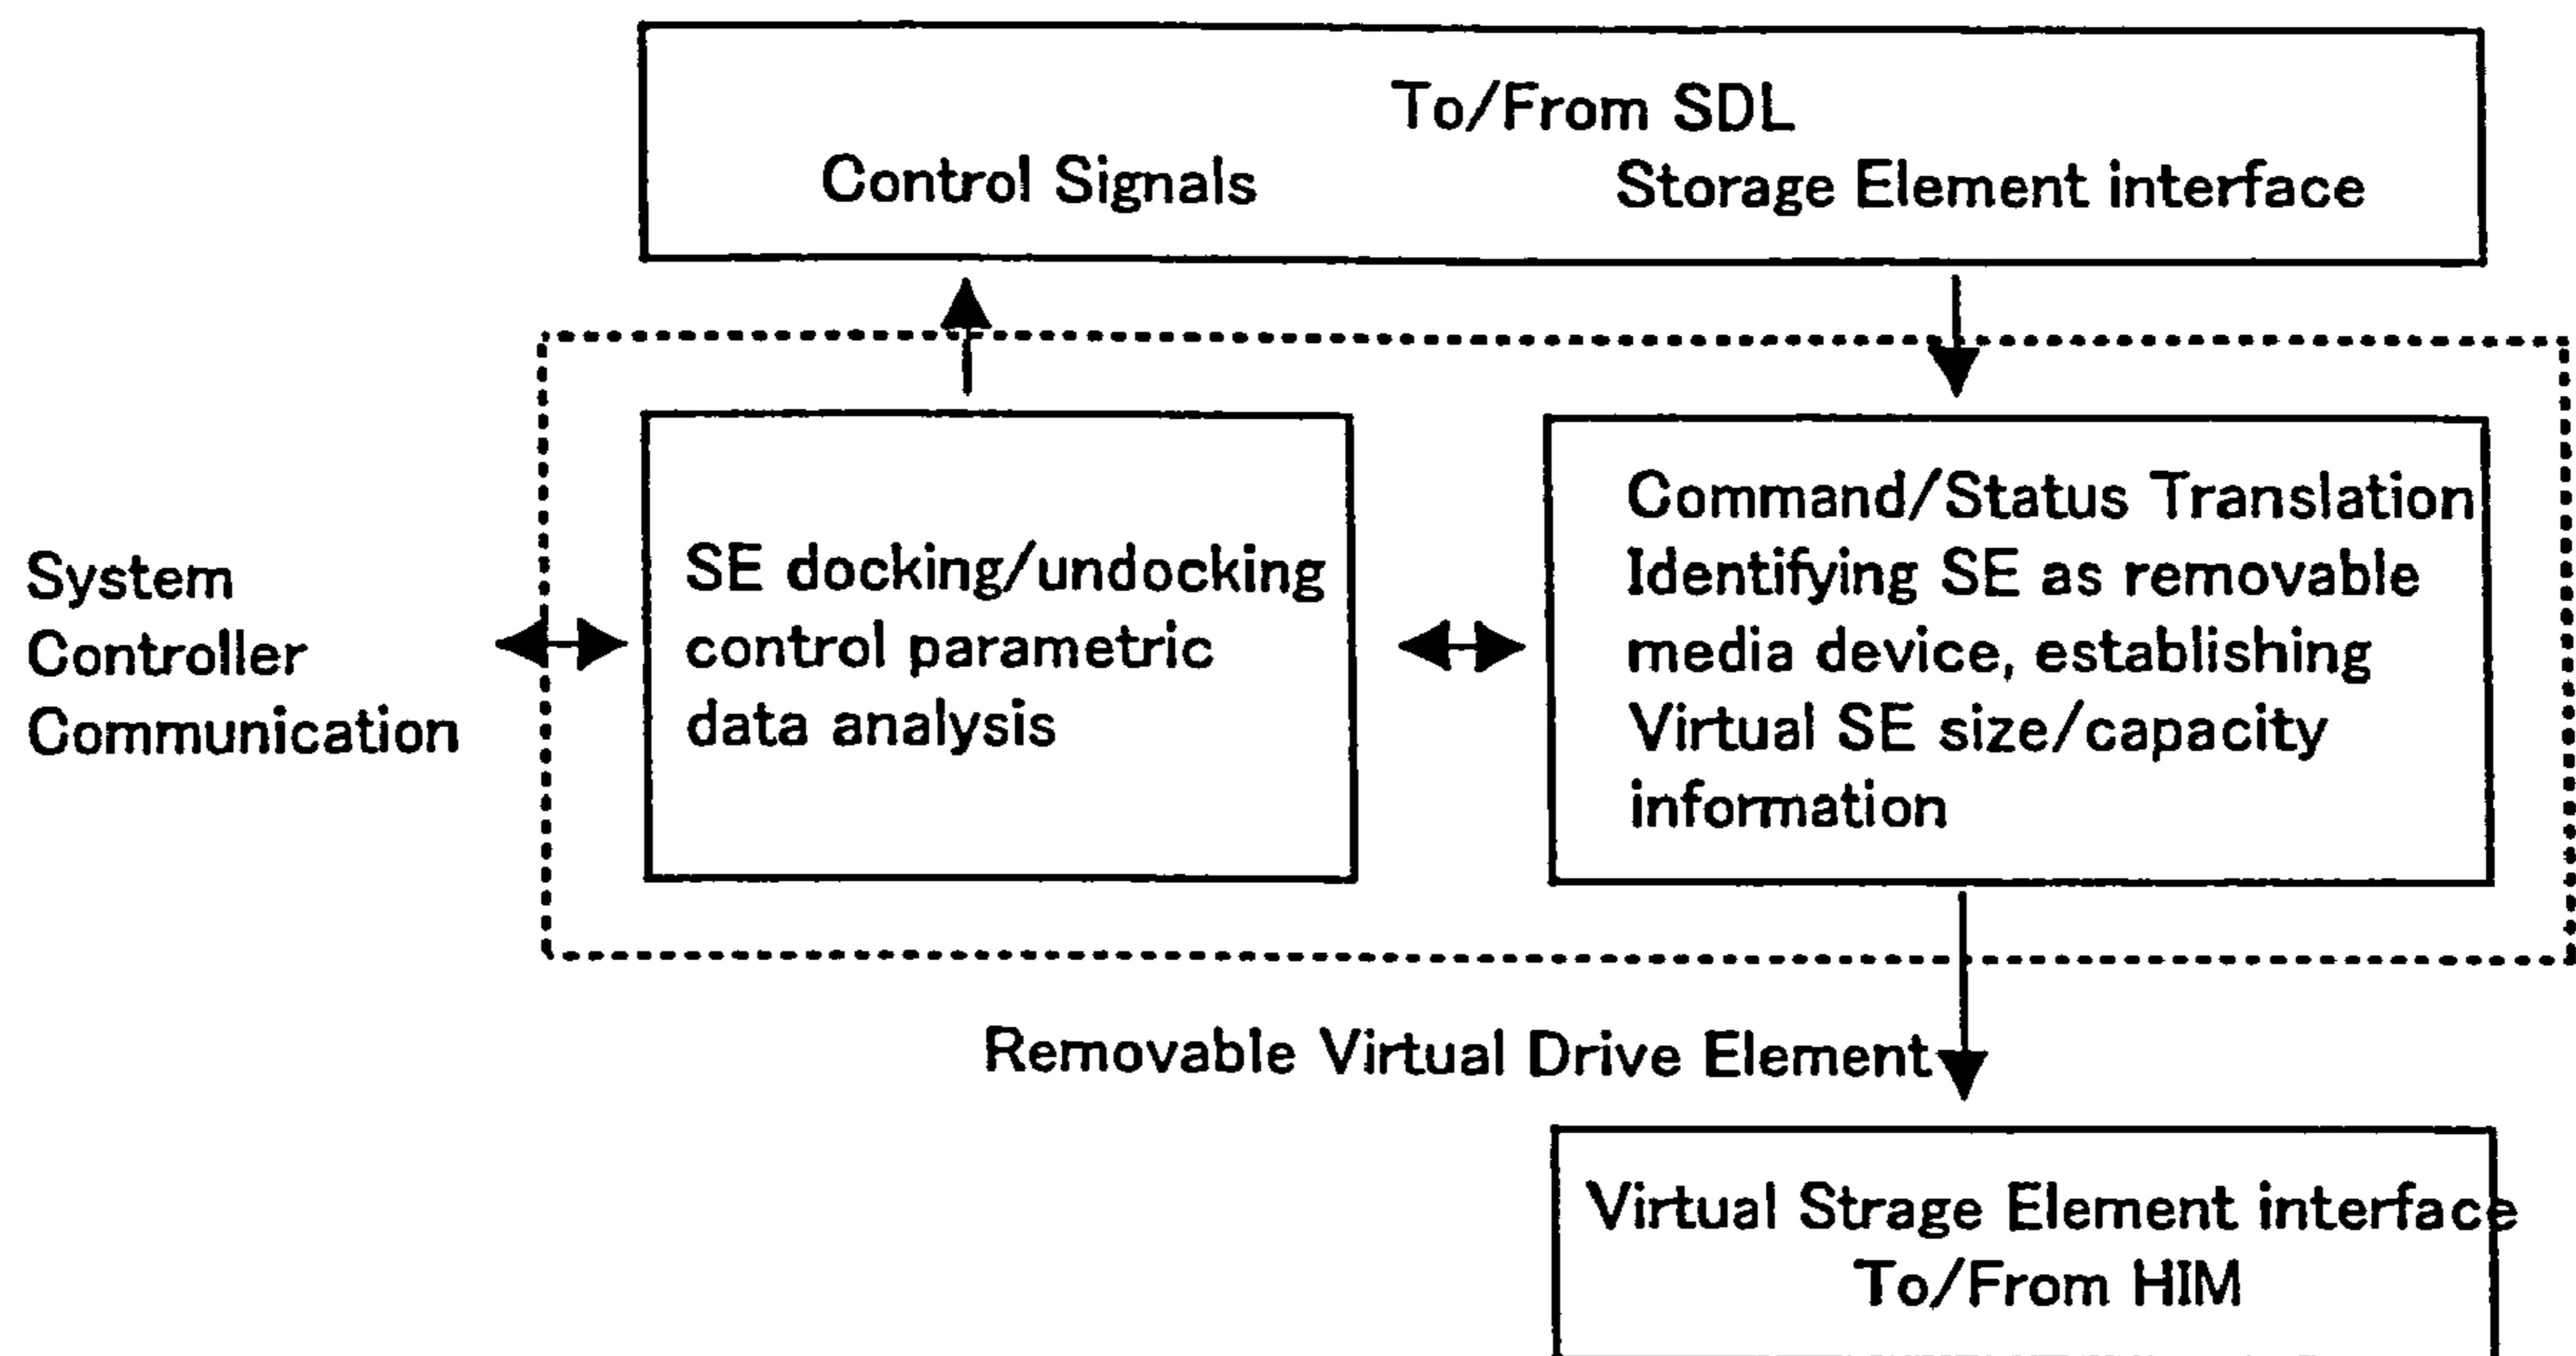 To/From SDL
Control Signals
Storage Element interface
System
Controller
Communication
SE docking/undocking
control parametric
data analysis
Command/Status Translation
Identifying SE as removable
media device, establishing
Virtual SE size/capacity
information
Removable Virtual Drive Element
Virtual Strage Element interface
To/From HIM